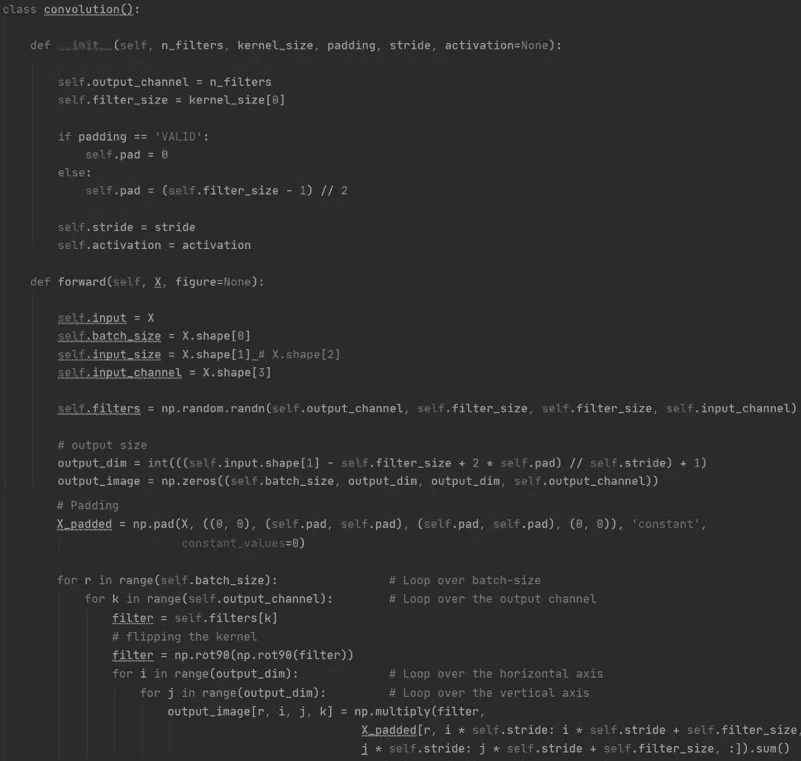 class convolution():
def __init__(self, n_filters, kernel_size, padding, stride, activation=None):
self.output_channel = n_filters
self.filter_size = kernel_size[0]
if padding == 'VALID':
self.pad = 0
else:
self.pad = (self.filter_size - 1) // 2
self.stride = stride
self.activation = activation
def forward(self, X, figure=None):
self.input = X
self.batch_size = X.shape[0]
self.input_size = X.shape[1] # X.shape[2]
self.input_channel = X.shape[3]
self.filters = np.random.randn(self.output_channel, self.filter_size, self.filter_size, self.input_channel)
# output size
output_dim = int(((self.input.shape[1] - self.filter_size + 2 * self.pad) // self.stride) + 1)
output_image = np.zeros((self.batch_size, output_dim, output_dim, self.output_channel))
# Padding
X_padded = np.pad(X, ((0, 0), (self.pad, self.pad), (self.pad, self.pad), (0, 0)), 'constant',
constant_values=0)
for r in range(self.batch_size): # Loop over batch-size
for k in range(self.output_channel): # Loop over the output channel
filter = self.filters[k]
# flipping the kernel
filter = np.rot90(np.rot90(filter))
for i in range(output_dim): # Loop over the horizontal axis
for j in range(output_dim): # Loop over the vertical axis
output_image[r, i, j, k] = np.multiply(filter,
X_padded[r, i * self.stride: i * self.stride + self.filter_size,
j * self.stride: j * self.stride + self.filter_size, :]).sum()